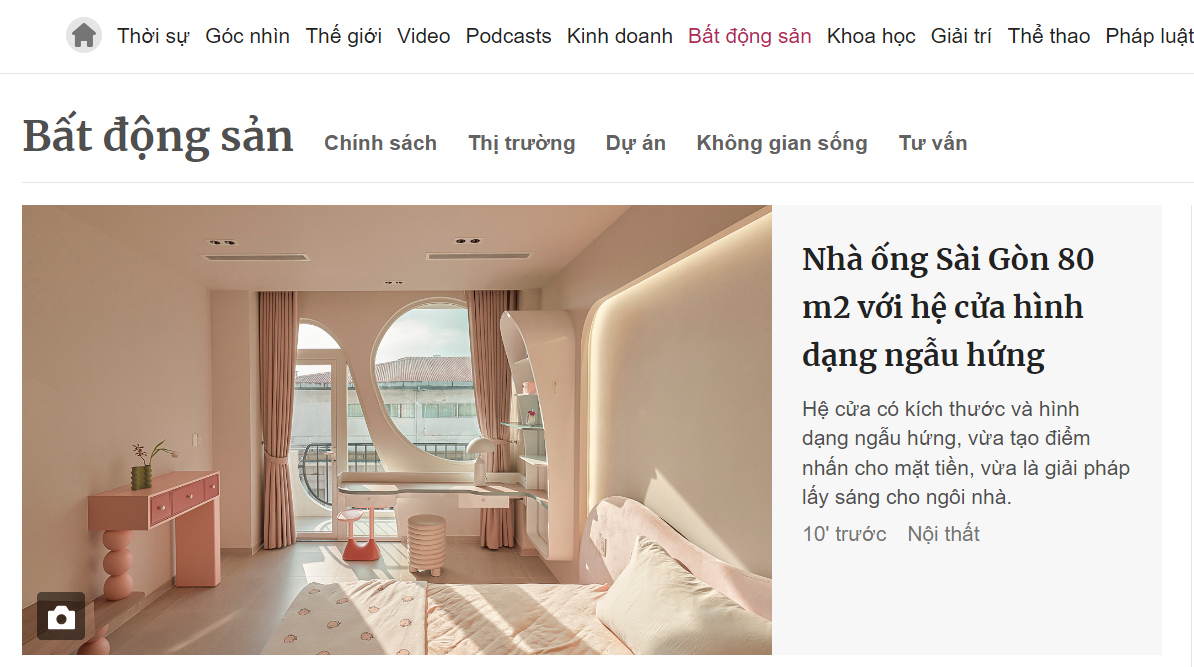 Thời sự Góc nhìn Thế giới Video Podcasts Kinh doanh Bất động sản Khoa học Giải trí Thể thao Pháp luật
Bất động sản Chính sách Thị trường Dự án Không gian sống Tư vấn
Nhà ống Sài Gòn 80
m2 với hệ cửa hình
dạng ngẫu hứng
Hệ cửa có kích thước và hình
dạng ngẫu hứng, vừa tạo điểm
nhấn cho mặt tiền, vừa là giải pháp
lấy sáng cho ngôi nhà.
10' trước Nội thất